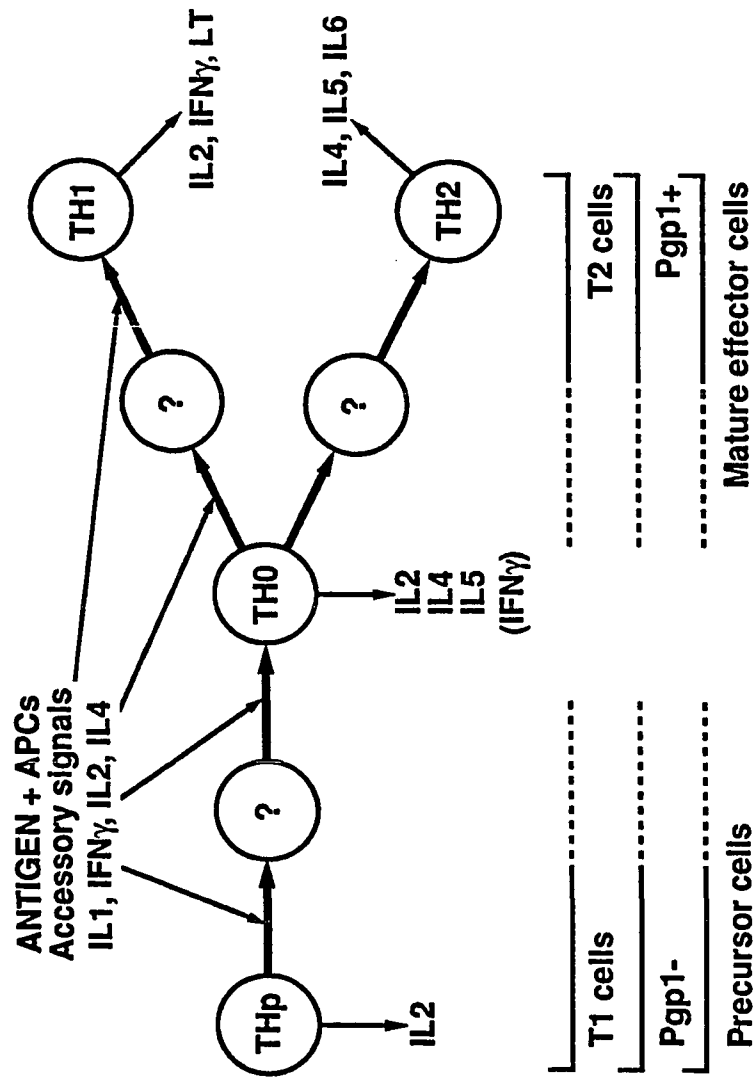 ANTIGEN + APCs
Accessory signals
IL1, IFNγ, IL2, IL4
THp
IL2
?
TH0
IL2
IL4
IL5
(IFNγ)
?
TH1
IL2, IFNγ, LT
?
TH2
IL4, IL5, IL6
T1 cells
T2 cells
Pgp1-
Pgp1+
Precursor cells
Mature effector cells